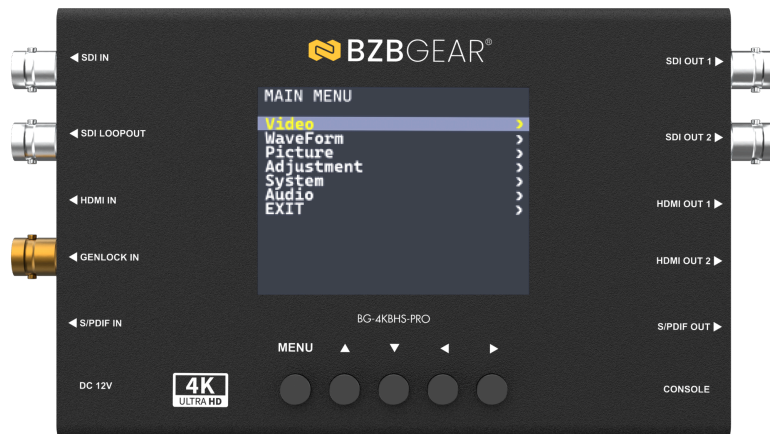 BZBGEAR®
SDI IN
SDI LOOPOUT
HDMI IN
GENLOCK IN
S/PDIF IN
DC 12V
MAIN MENU
Video >
WaveForm >
Picture >
Adjustment >
System >
Audio >
EXIT >
SDI OUT 1
SDI OUT 2
HDMI OUT 1
HDMI OUT 2
S/PDIF OUT
CONSOLE
BG-4KBHS-PRO
MENU ▲ ▼ ◀ ▶
4K
ULTRA HD